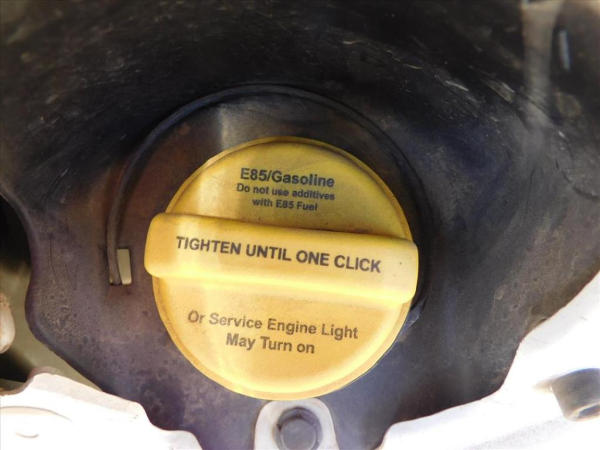 E85/Gasoline
Do not use additives
with E85 Fuel
TIGHTEN UNTIL ONE CLICK
Or Service Engine Light
May Turn on